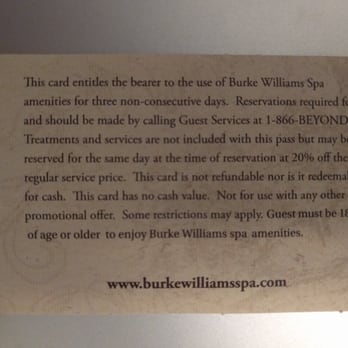 This card entitles the bearer to the use of Burke Williams Spa
amenities for three non-consecutive days. Reservations required fo
and should be made by calling Guest Services at 1-866-BEYOND
Treatments and services are not included with this pass but may be
reserved for the same day at the time of reservation at 20% off the
regular service price. This card is not refundable nor is it redeemab
for cash. This card has no cash value. Not for use with any other
promotional offer. Some restrictions may apply. Guest must be 18
of age or older to enjoy Burke Williams spa amenities.
www.burkewilliamsspa.com